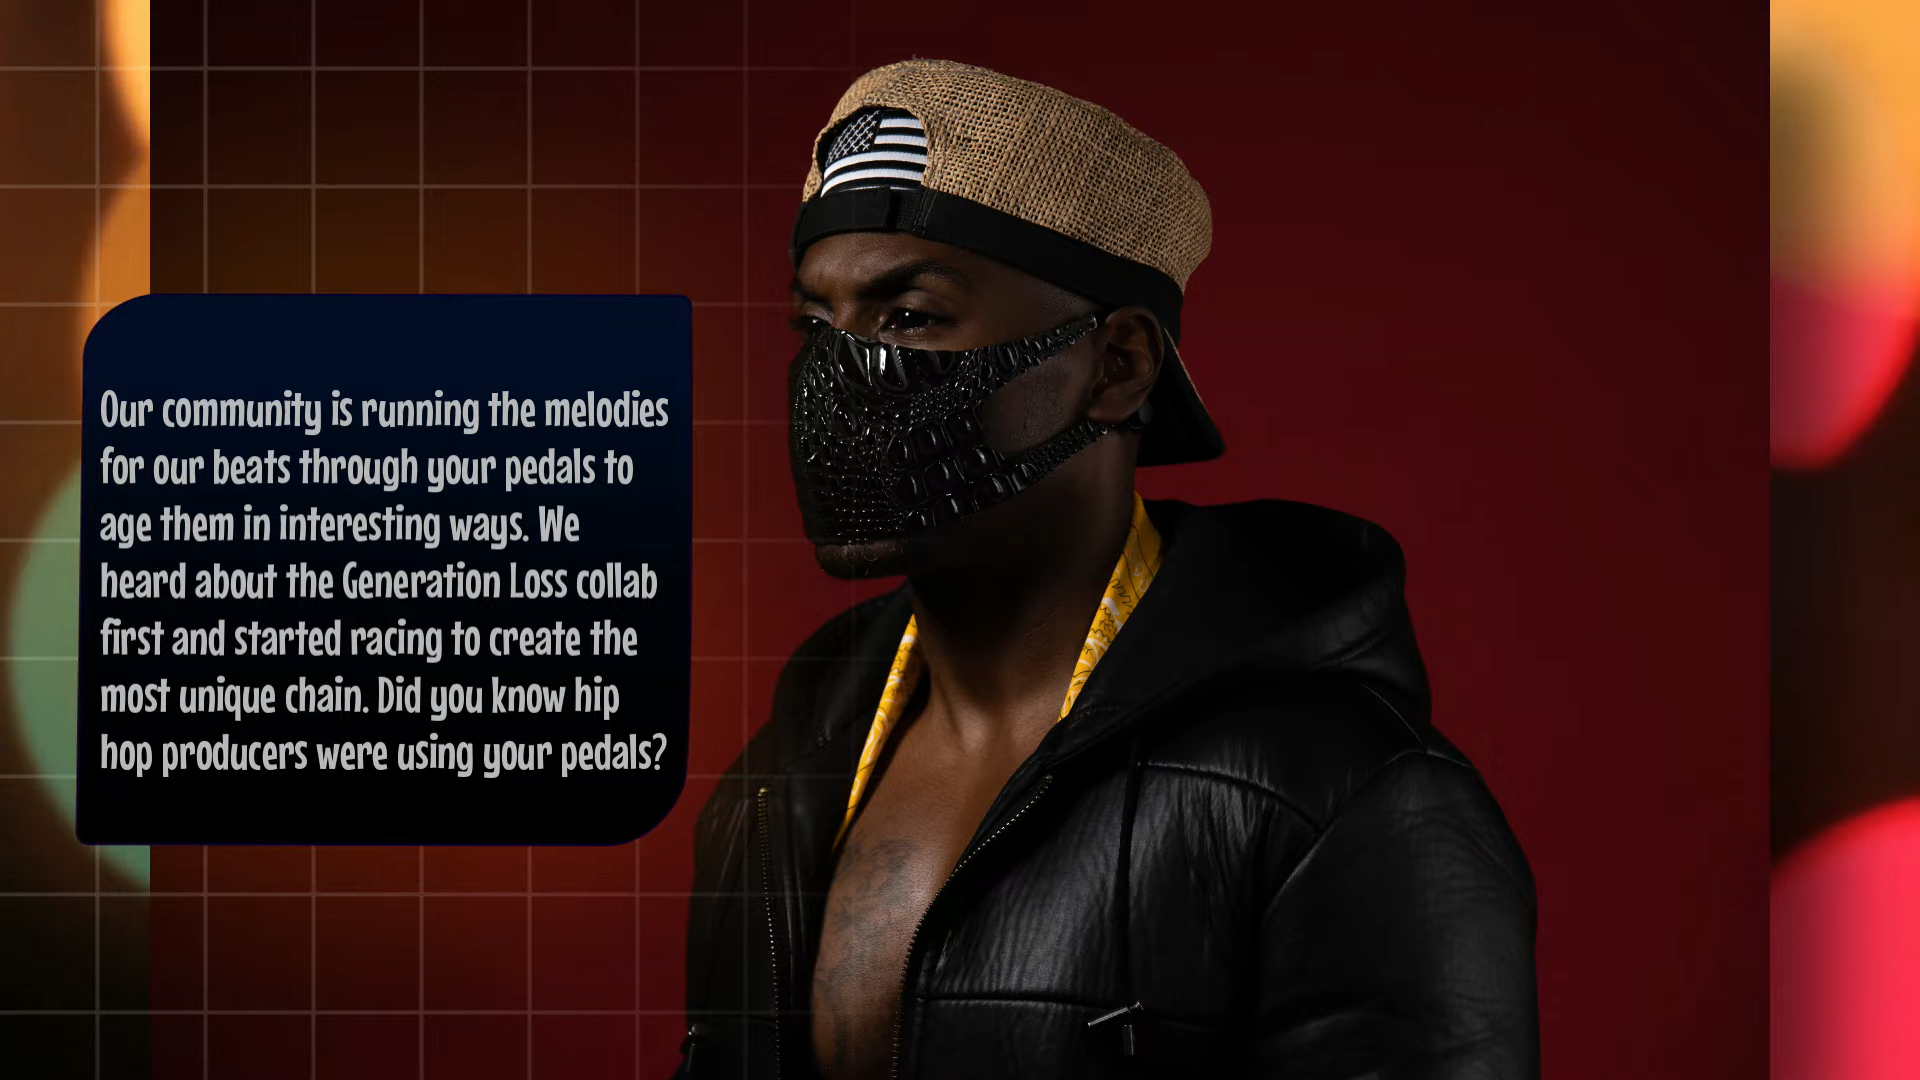 Our community is running the melodies
for our beats through your pedals to
age them in interesting ways. We
heard about the Generation Loss collab
first and started racing to create the
most unique chain. Did you know hip
hop producers were using your pedals?